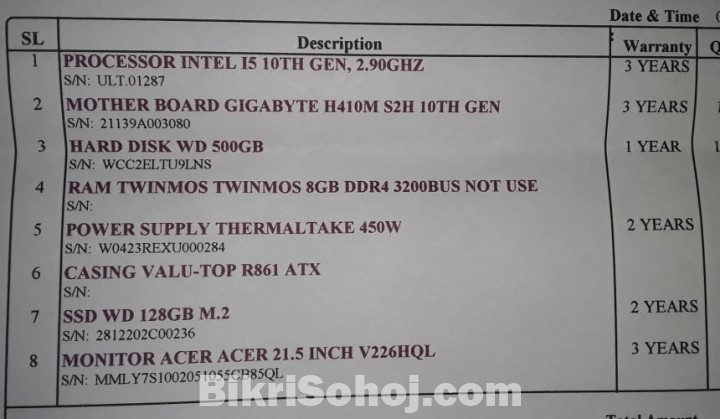 Date & Time
SL Description Warranty Q
1 PROCESSOR INTEL I5 10TH GEN, 2.90GHZ 3 YEARS
S/N: ULT.01287
2 MOTHER BOARD GIGABYTE H410M S2H 10TH GEN 3 YEARS
S/N: 21139A003080
3 HARD DISK WD 500GB 1 YEAR 1
S/N: WCC2ELTU9LNS
4 RAM TWINMOS TWINMOS 8GB DDR4 3200BUS NOT USE
S/N:
5 POWER SUPPLY THERMALTAKE 450W 2 YEARS
S/N: W0423REXU000284
6 CASING VALU-TOP R861 ATX
S/N:
7 SSD WD 128GB M.2 2 YEARS
S/N: 2812202C00236
8 MONITOR ACER ACER 21.5 INCH V226HQL 3 YEARS
S/N: MMLY7S1002051055CB85QL
BikriSohoj.com
Total Amount